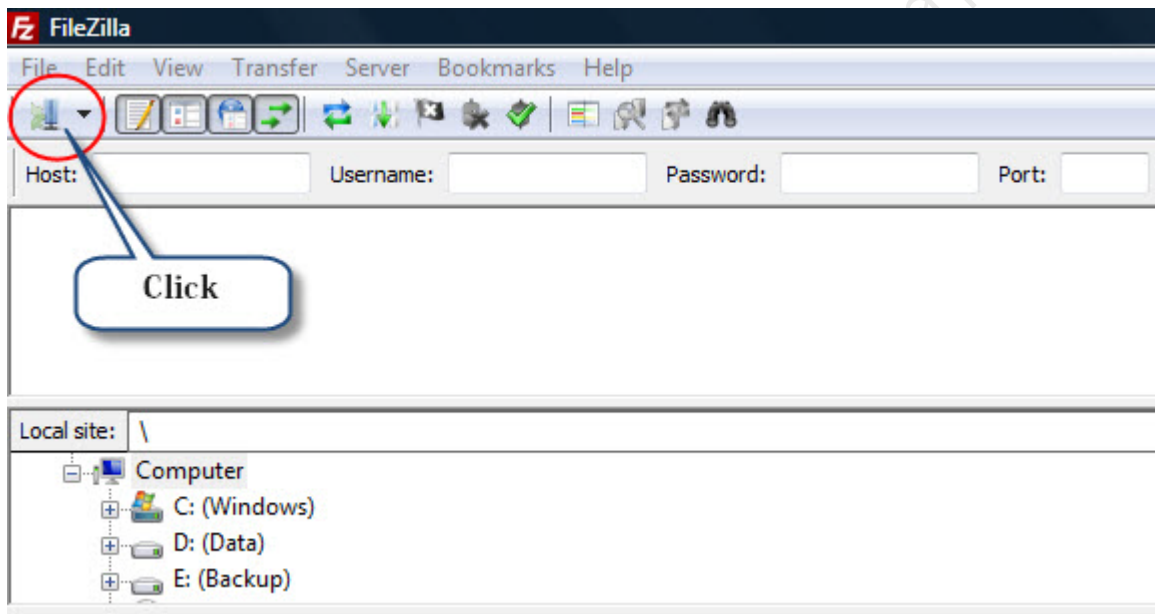 FileZilla
File Edit View Transfer Server Bookmarks Help
Host: Username: Password: Port:
Click
Local site: \
Computer
C: (Windows)
D: (Data)
E: (Backup)